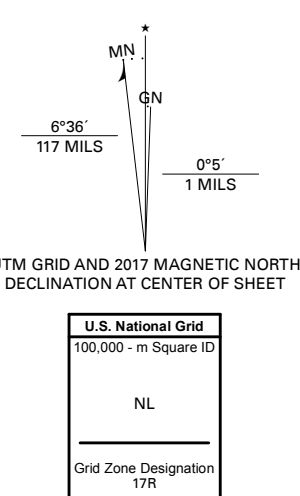 ★
MN
GN
6°36´
117 MILS
0°5´
1 MILS
UTM GRID AND 2017 MAGNETIC NORTH
DECLINATION AT CENTER OF SHEET
U.S. National Grid
100,000 - m Square ID
NL
Grid Zone Designation
17R